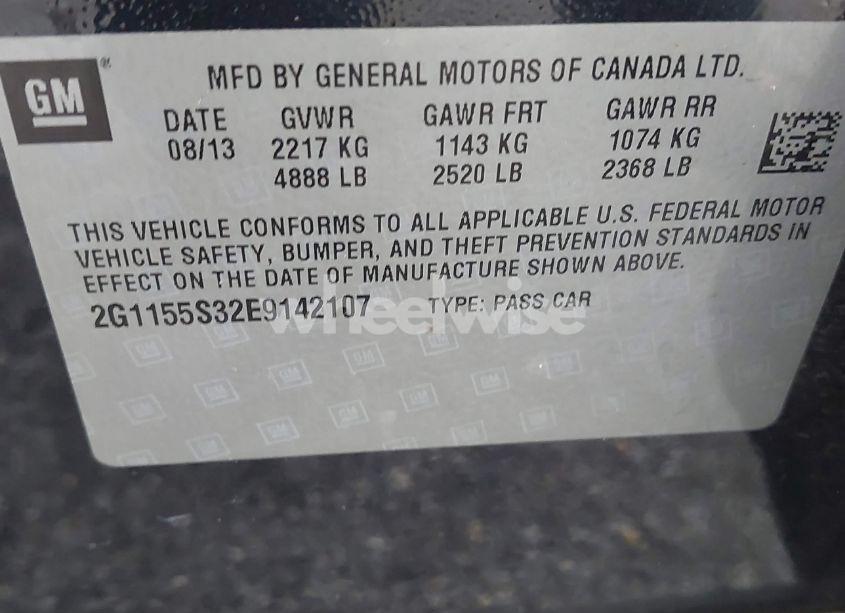 GM
MFD BY GENERAL MOTORS OF CANADA LTD.
DATE GVWR GAWR FRT GAWR RR
08/13 2217 KG 1143 KG 1074 KG
4888 LB 2520 LB 2368 LB
THIS VEHICLE CONFORMS TO ALL APPLICABLE U.S. FEDERAL MOTOR
VEHICLE SAFETY, BUMPER, AND THEFT PREVENTION STANDARDS IN
EFFECT ON THE DATE OF MANUFACTURE SHOWN ABOVE.
2G1155S32E9142107 TYPE: PASS CAR
wheelwise